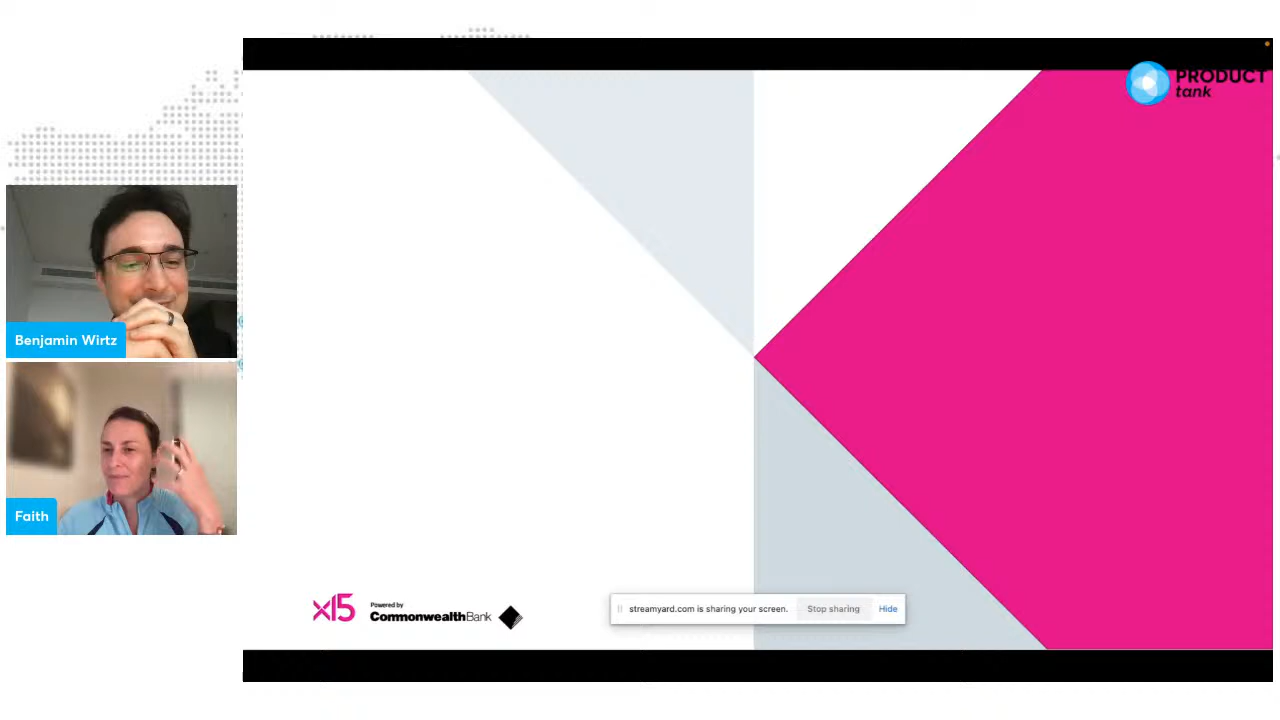 PRODUCT
tank
Benjamin Wirtz
Faith
x15
Powered by
CommonwealthBank
streamyard.com is sharing your screen.
Stop sharing
Hide